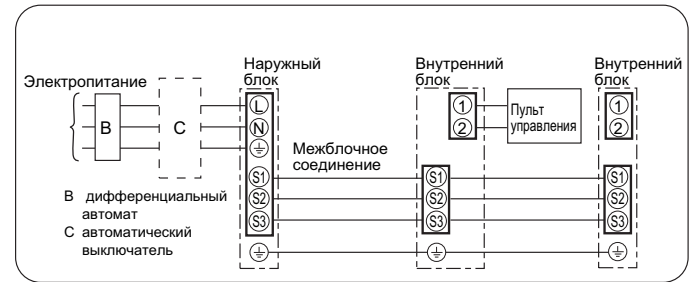 Электропитание
Наружный
блок
Внутренний
блок
Внутренний
блок
B
C
L
N
1
2
Пульт
управления
1
2
Межблочное
соединение
S1
S2
S3
S1
S2
S3
S1
S2
S3
B дифференциальный
автомат
C автоматический
выключатель